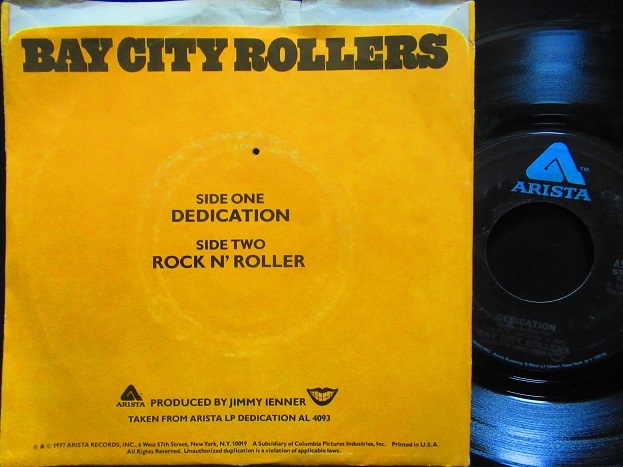 BAY CITY ROLLERS
SIDE ONE
DEDICATION
SIDE TWO
ROCK N' ROLLER
ARISTA
PRODUCED BY JIMMY IENNER
TAKEN FROM ARISTA LP DEDICATION AL 4093
℗ & © 1977 ARISTA RECORDS, INC., 6 West 57th Street, New York, N.Y. 10019 A Subsidiary of Columbia Pictures Industries, Inc. Printed in U.S.A.
All Rights Reserved. Unauthorized duplication is a violation of applicable laws.
ARISTA TM
DEDICATION
BAY CITY ROLLERS